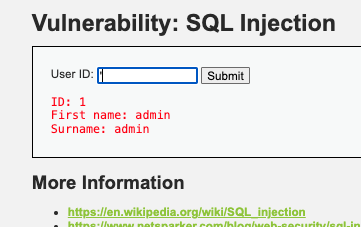 Vulnerability: SQL Injection
User ID: ' Submit
ID: 1
First name: admin
Surname: admin
More Information
• https://en.wikipedia.org/wiki/SQL_injection
• https://www.netsparker.com/blog/web-security/sql-in